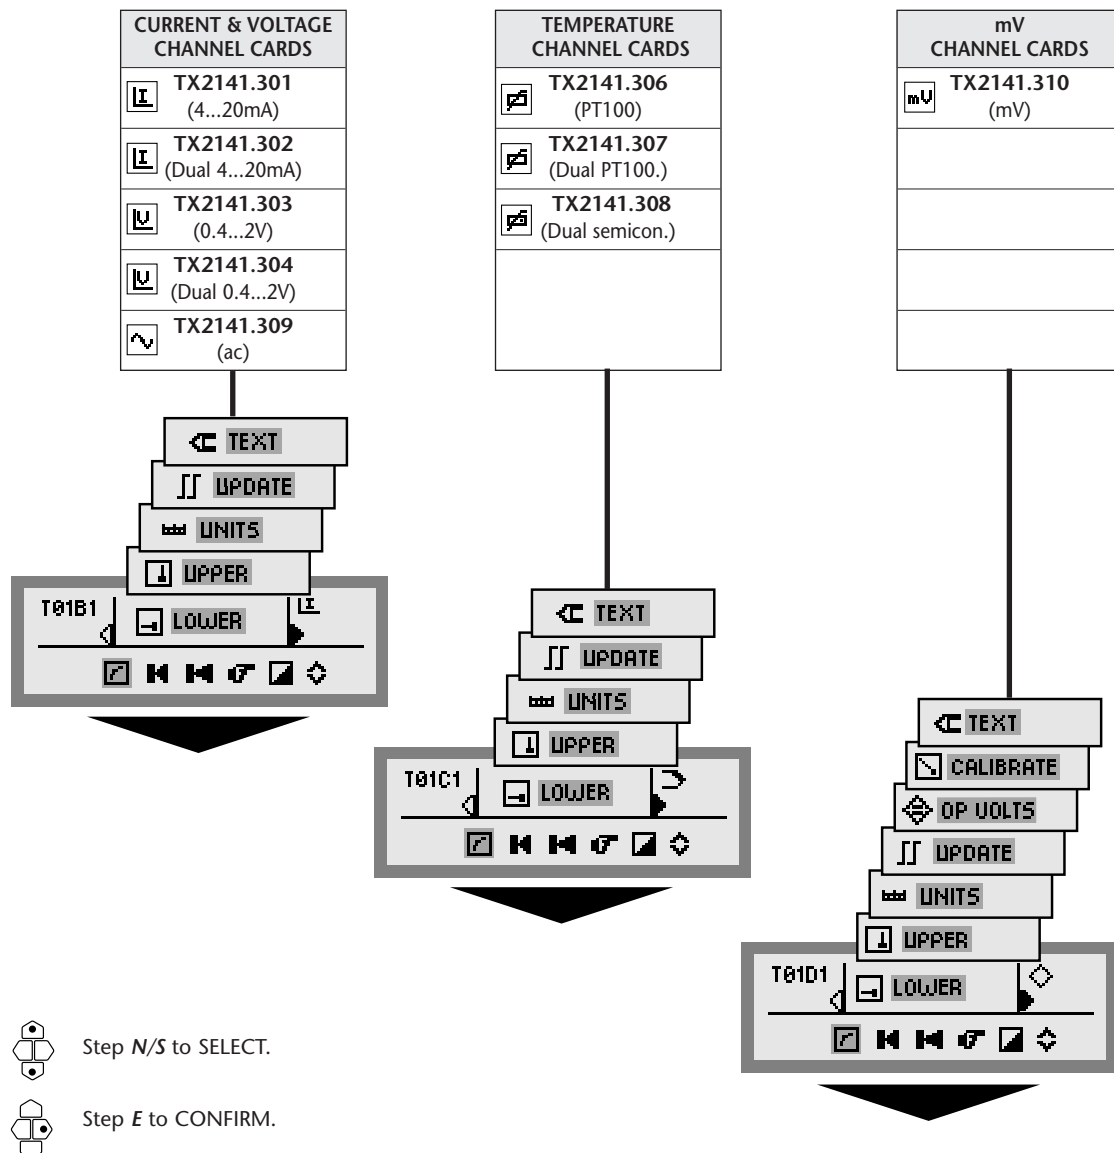 CURRENT & VOLTAGE
CHANNEL CARDS
I
TX2141.301
(4...20mA)
I
TX2141.302
(Dual 4...20mA)
V
TX2141.303
(0.4...2V)
V
TX2141.304
(Dual 0.4...2V)
TX2141.309
(ac)
TEXT
UPDATE
UNITS
UPPER
T01B1
LOWER
I
TEMPERATURE
CHANNEL CARDS
TX2141.306
(PT100)
TX2141.307
(Dual PT100.)
TX2141.308
(Dual semicon.)
TEXT
UPDATE
UNITS
UPPER
T01C1
LOWER
mV
CHANNEL CARDS
mV
TX2141.310
(mV)
TEXT
CALIBRATE
OP VOLTS
UPDATE
UNITS
UPPER
T01D1
LOWER
Step N/S to SELECT.
Step E to CONFIRM.